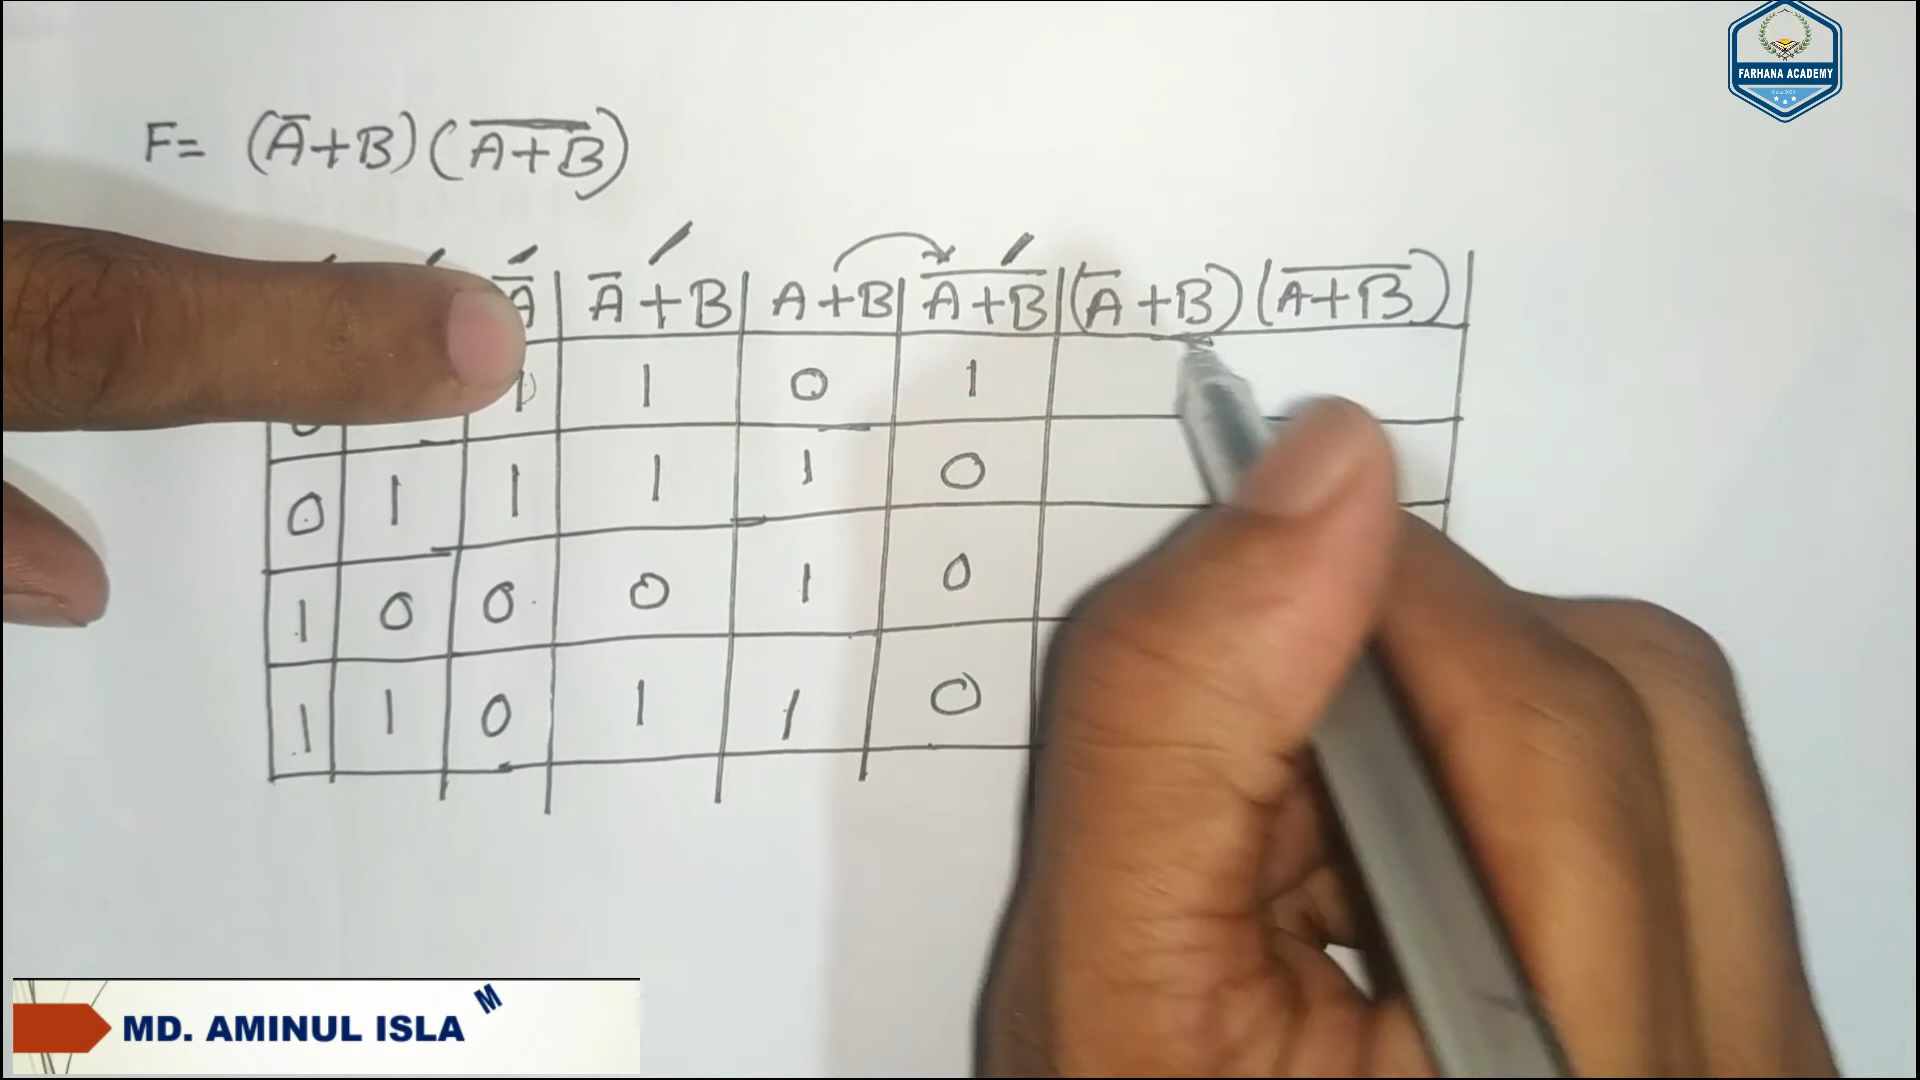 FARHANA ACADEMY
F= (A̅+B)(A̅+̅B̅)
A̅ | A̅+B | A+B | A̅+̅B̅ | (A̅+B)(A̅+̅B̅)
1 1 0 1
0 1 1 1 1 0
1 0 0 0 1 0
1 1 0 1 1 0
MD. AMINUL ISLAM